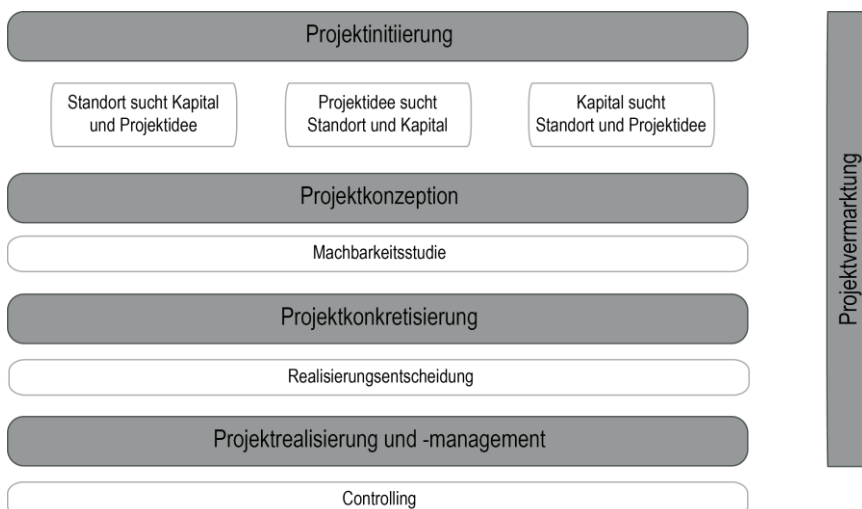 Projektinitiierung
Standort sucht Kapital
und Projektidee
Projektidee sucht
Standort und Kapital
Kapital sucht
Standort und Projektidee
Projektkonzeption
Machbarkeitsstudie
Projektkonkretisierung
Realisierungsentscheidung
Projektrealisierung und -management
Controlling
Projektvermarktung